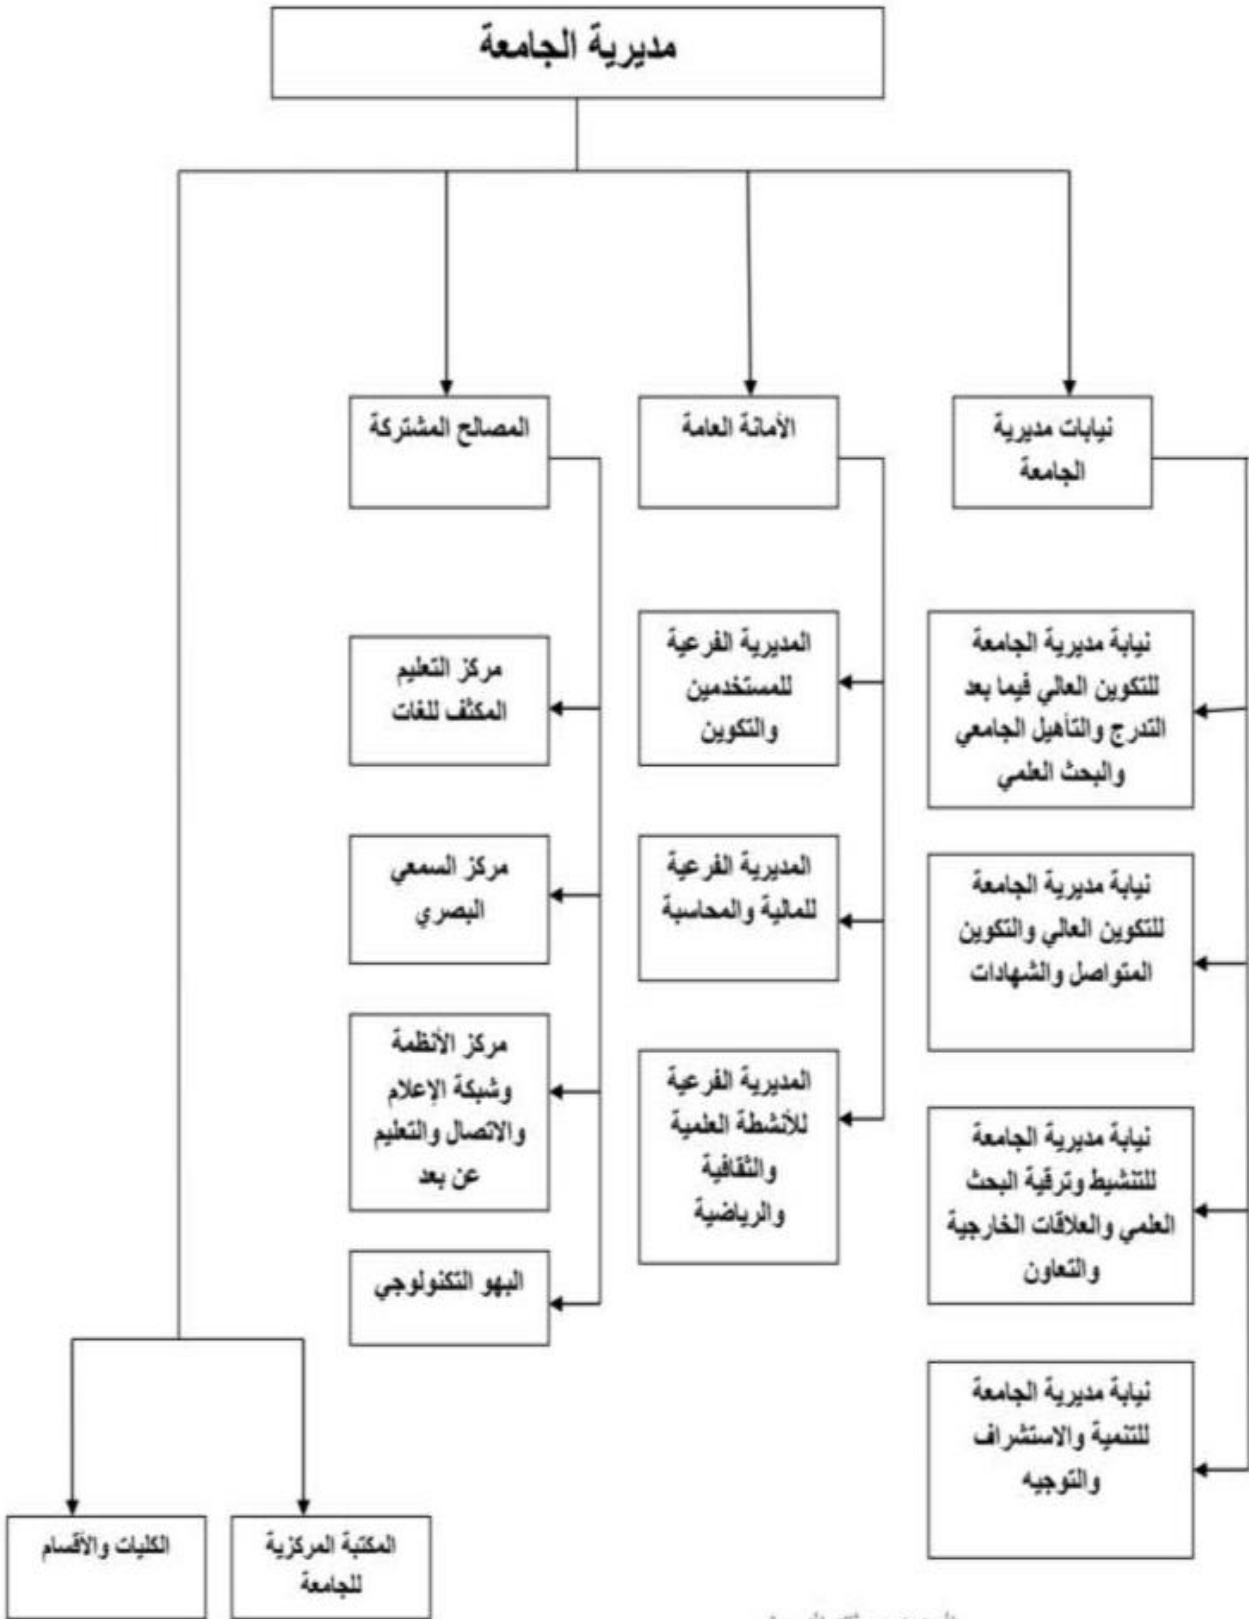 مديرية الجامعة
نيابات مديرية
الجامعة
الأمانة العامة
المصالح المشتركة
نيابة مديرية الجامعة
للتكوين العالي فيما بعد
التدرج والتأهيل الجامعي
والبحث العلمي
نيابة مديرية الجامعة
للتكوين العالي والتكوين
المتواصل والشهادات
نيابة مديرية الجامعة
للتنشيط وترقية البحث
العلمي والعلاقات الخارجية
والتعاون
نيابة مديرية الجامعة
للتنمية والاستشراف
والتوجيه
المديرية الفرعية
للمستخدمين
والتكوين
المديرية الفرعية
للمالية والمحاسبة
المديرية الفرعية
للأنشطة العلمية
والثقافية
والرياضية
مركز التعليم
المكثف للغات
مركز السمعي
البصري
مركز الأنظمة
وشبكة الإعلام
والاتصال والتعليم
عن بعد
البهو التكنولوجي
المكتبة المركزية
للجامعة
الكليات والأقسام